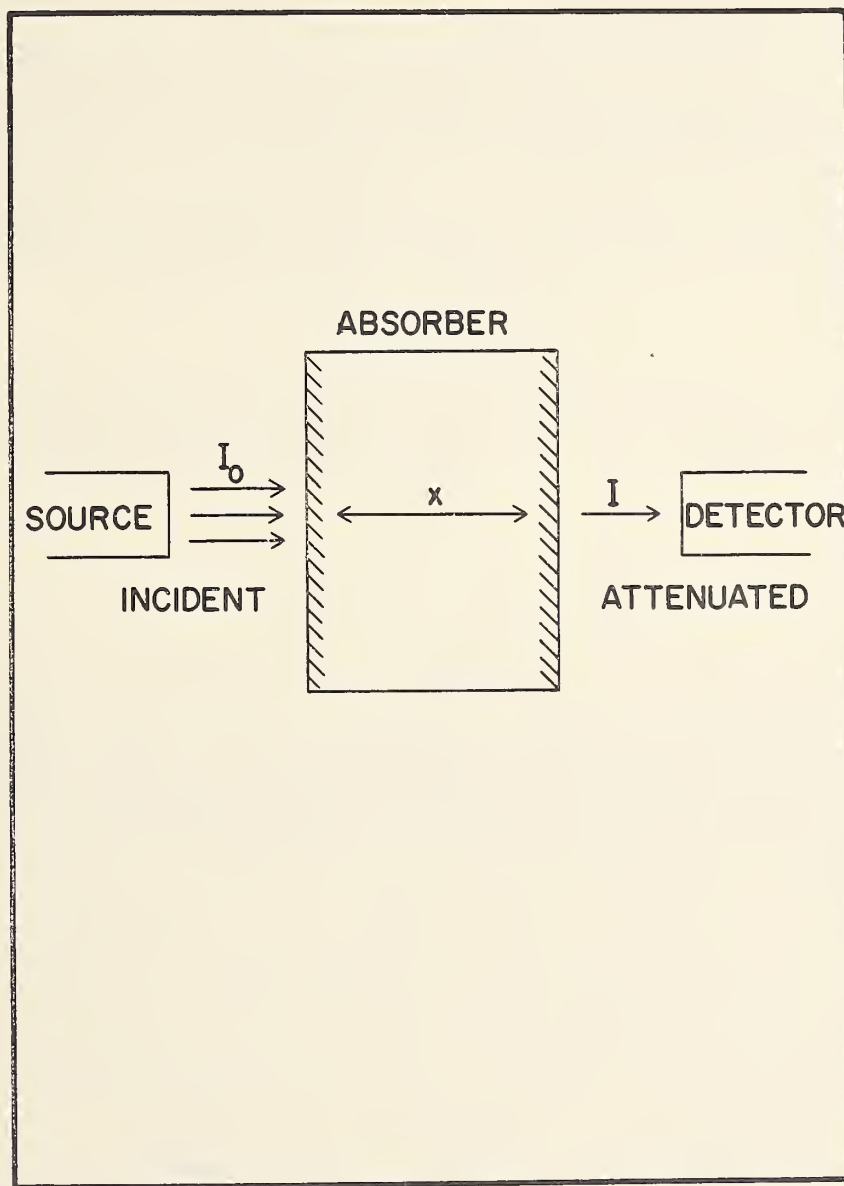 ABSORBER
I₀
x
I
SOURCE
DETECTOR
INCIDENT
ATTENUATED